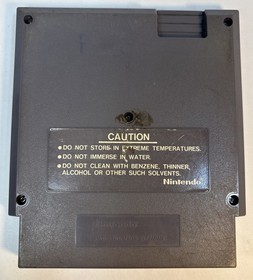 CAUTION
•DO NOT STORE IN EXTREME TEMPERATURES.
•DO NOT IMMERSE IN WATER.
•DO NOT CLEAN WITH BENZENE, THINNER,
ALCOHOL OR OTHER SUCH SOLVENTS.
Nintendo